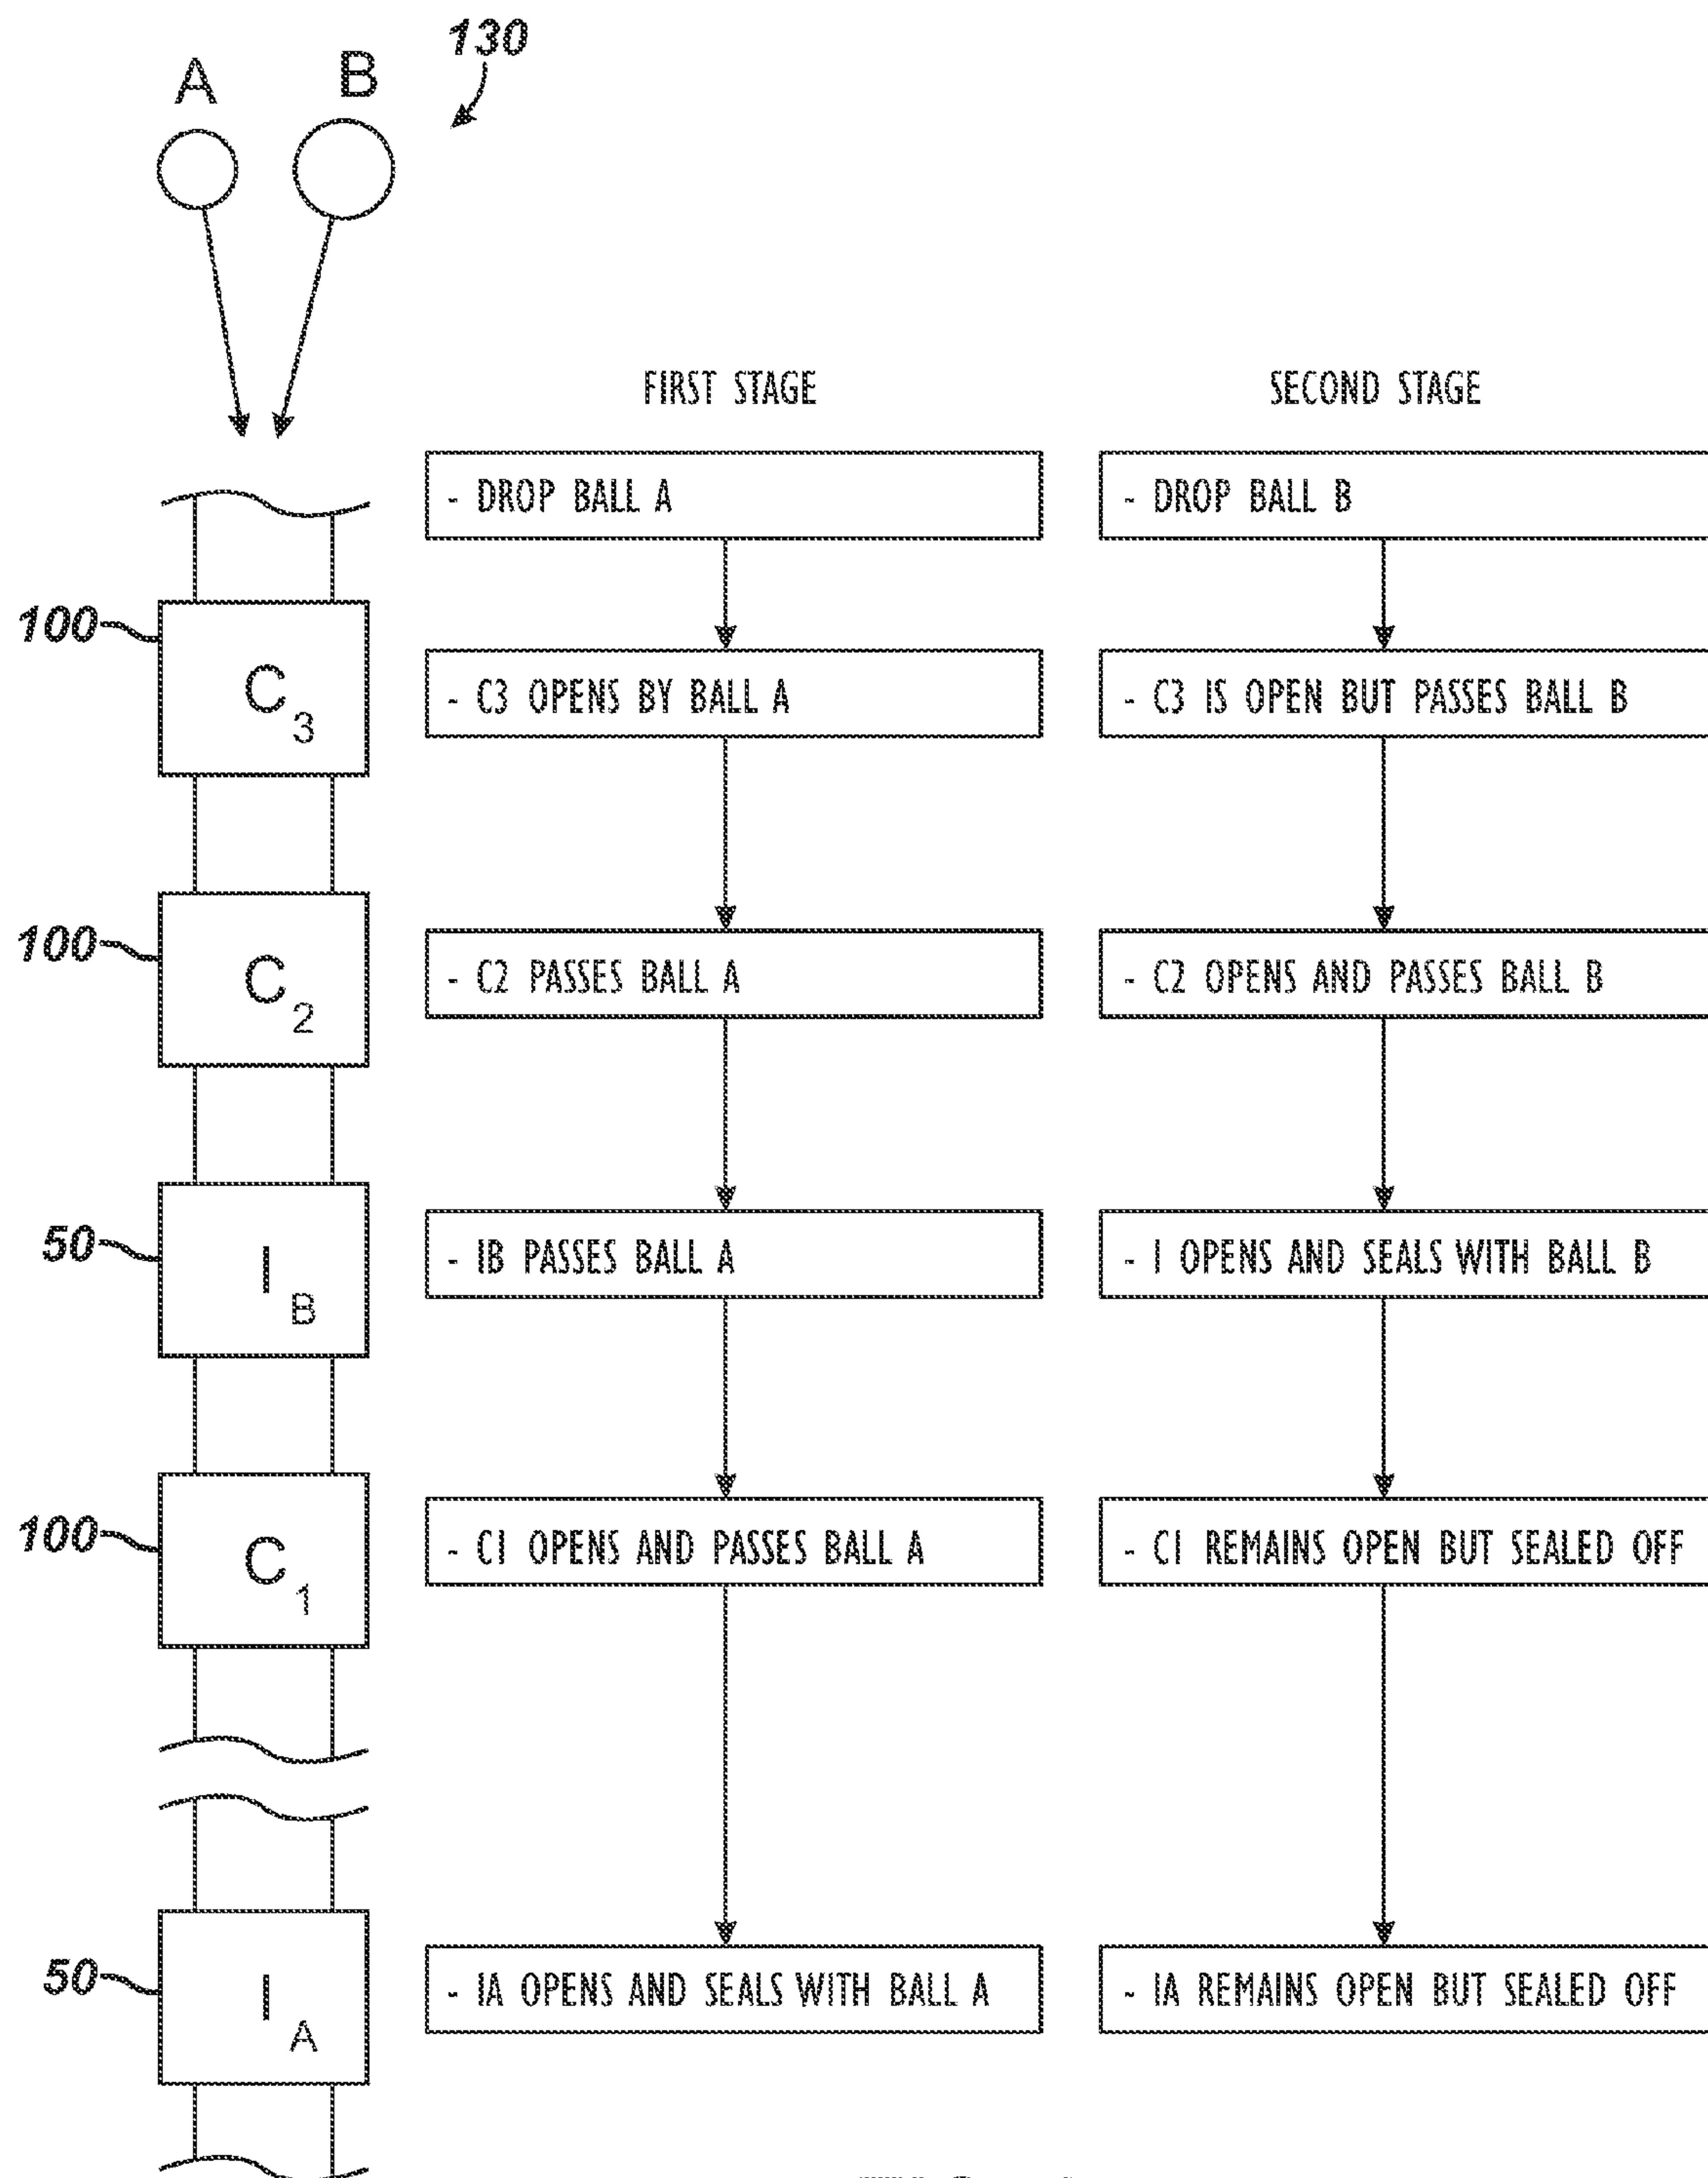 130
A B
FIRST STAGE SECOND STAGE
- DROP BALL A - DROP BALL B
100 C3 - C3 OPENS BY BALL A - C3 IS OPEN BUT PASSES BALL B
100 C2 - C2 PASSES BALL A - C2 OPENS AND PASSES BALL B
50 IB - IB PASSES BALL A - I OPENS AND SEALS WITH BALL B
100 C1 - C1 OPENS AND PASSES BALL A - C1 REMAINS OPEN BUT SEALED OFF
50 IA - IA OPENS AND SEALS WITH BALL A - IA REMAINS OPEN BUT SEALED OFF